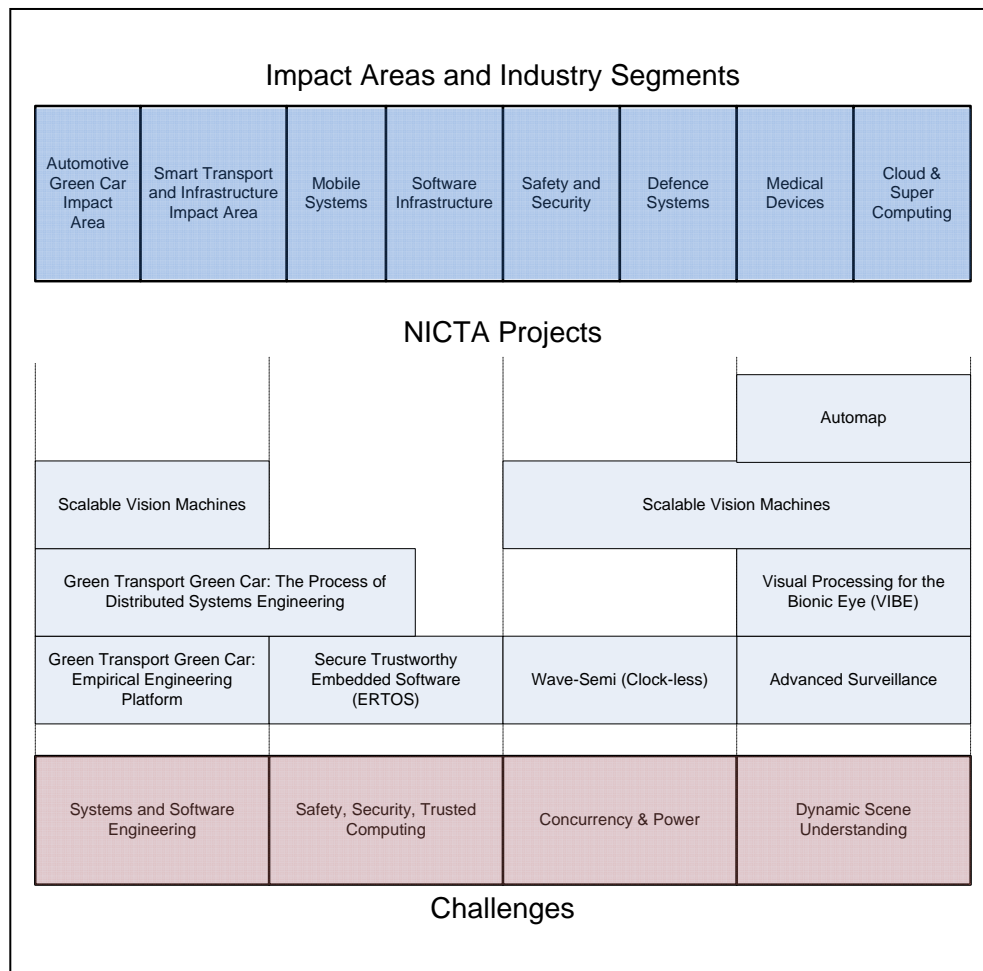 Impact Areas and Industry Segments
Automotive
Green Car
Impact
Area
Smart Transport
and Infrastructure
Impact Area
Mobile
Systems
Software
Infrastructure
Safety and
Security
Defence
Systems
Medical
Devices
Cloud &
Super
Computing
NICTA Projects
Automap
Scalable Vision Machines
Scalable Vision Machines
Green Transport Green Car: The Process of
Distributed Systems Engineering
Visual Processing for the
Bionic Eye (VIBE)
Green Transport Green Car:
Empirical Engineering
Platform
Secure Trustworthy
Embedded Software
(ERTOS)
Wave-Semi (Clock-less)
Advanced Surveillance
Systems and Software
Engineering
Safety, Security, Trusted
Computing
Concurrency & Power
Dynamic Scene
Understanding
Challenges